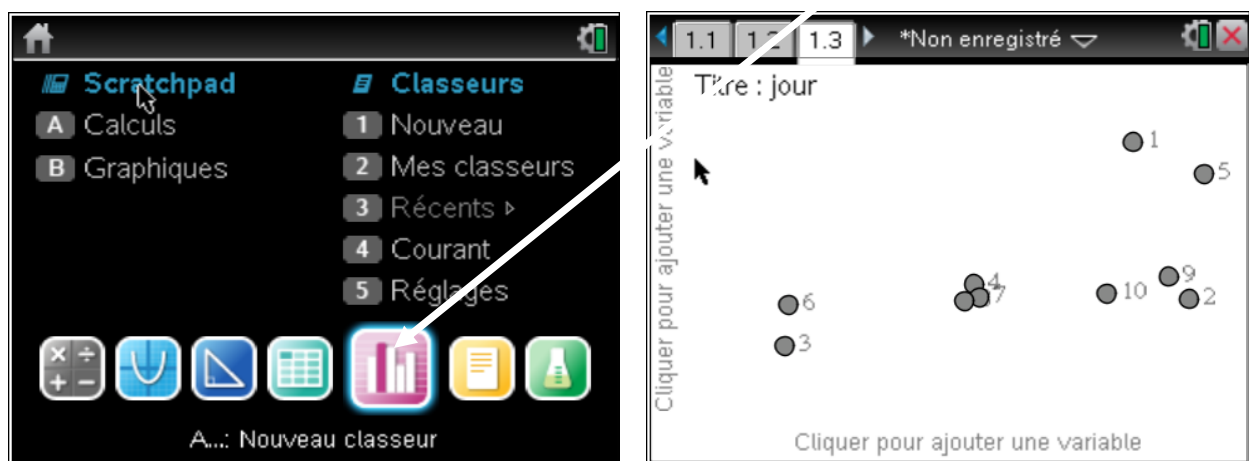 Scratchpad
A Calculs
B Graphiques
Classeurs
1 Nouveau
2 Mes classeurs
3 Récents ▹
4 Courant
5 Réglages
A...: Nouveau classeur
1.1 1.2 1.3 *Non enregistré
Titre : jour
Cliquer pour ajouter une variable
1
5
4
7
9
10
2
6
3
Cliquer pour ajouter une variable